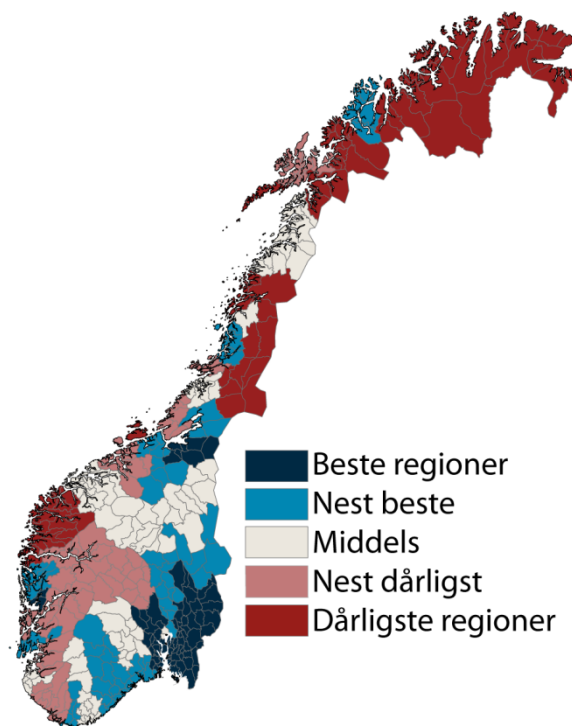 Beste regioner
Nest beste
Middels
Nest dårligst
Dårligste regioner